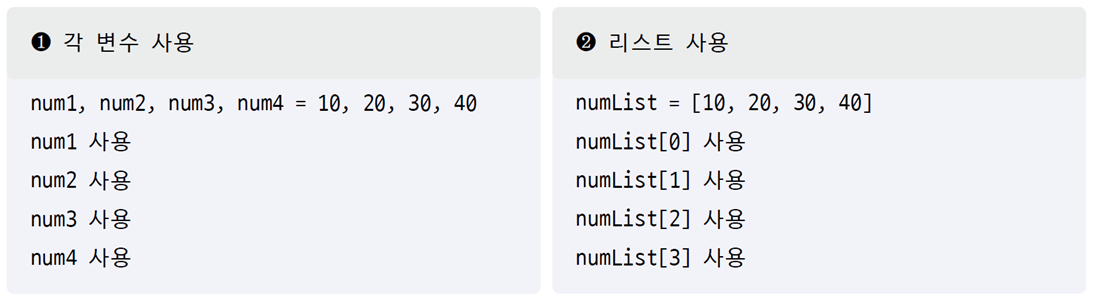 ❶ 각 변수 사용
num1, num2, num3, num4 = 10, 20, 30, 40
num1 사용
num2 사용
num3 사용
num4 사용
❷ 리스트 사용
numList = [10, 20, 30, 40]
numList[0] 사용
numList[1] 사용
numList[2] 사용
numList[3] 사용